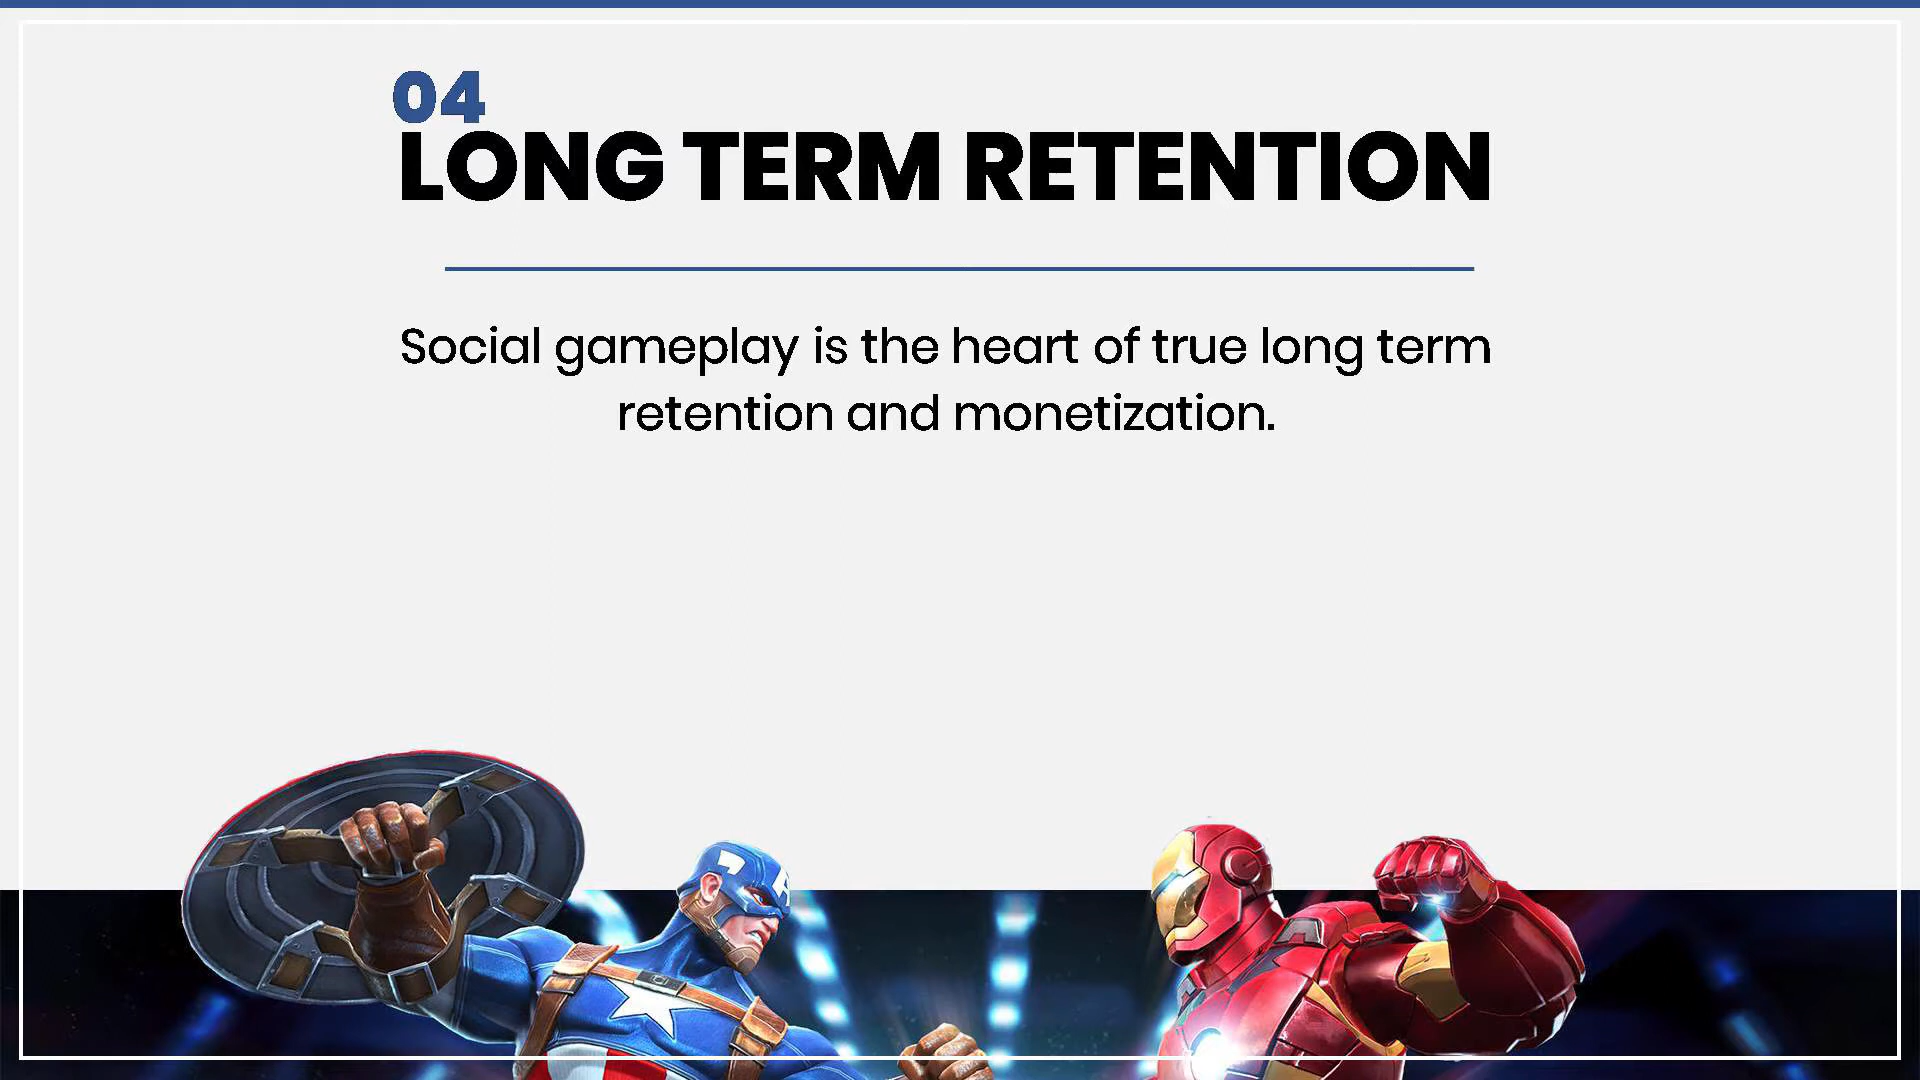 04
LONG TERM RETENTION
Social gameplay is the heart of true long term
retention and monetization.